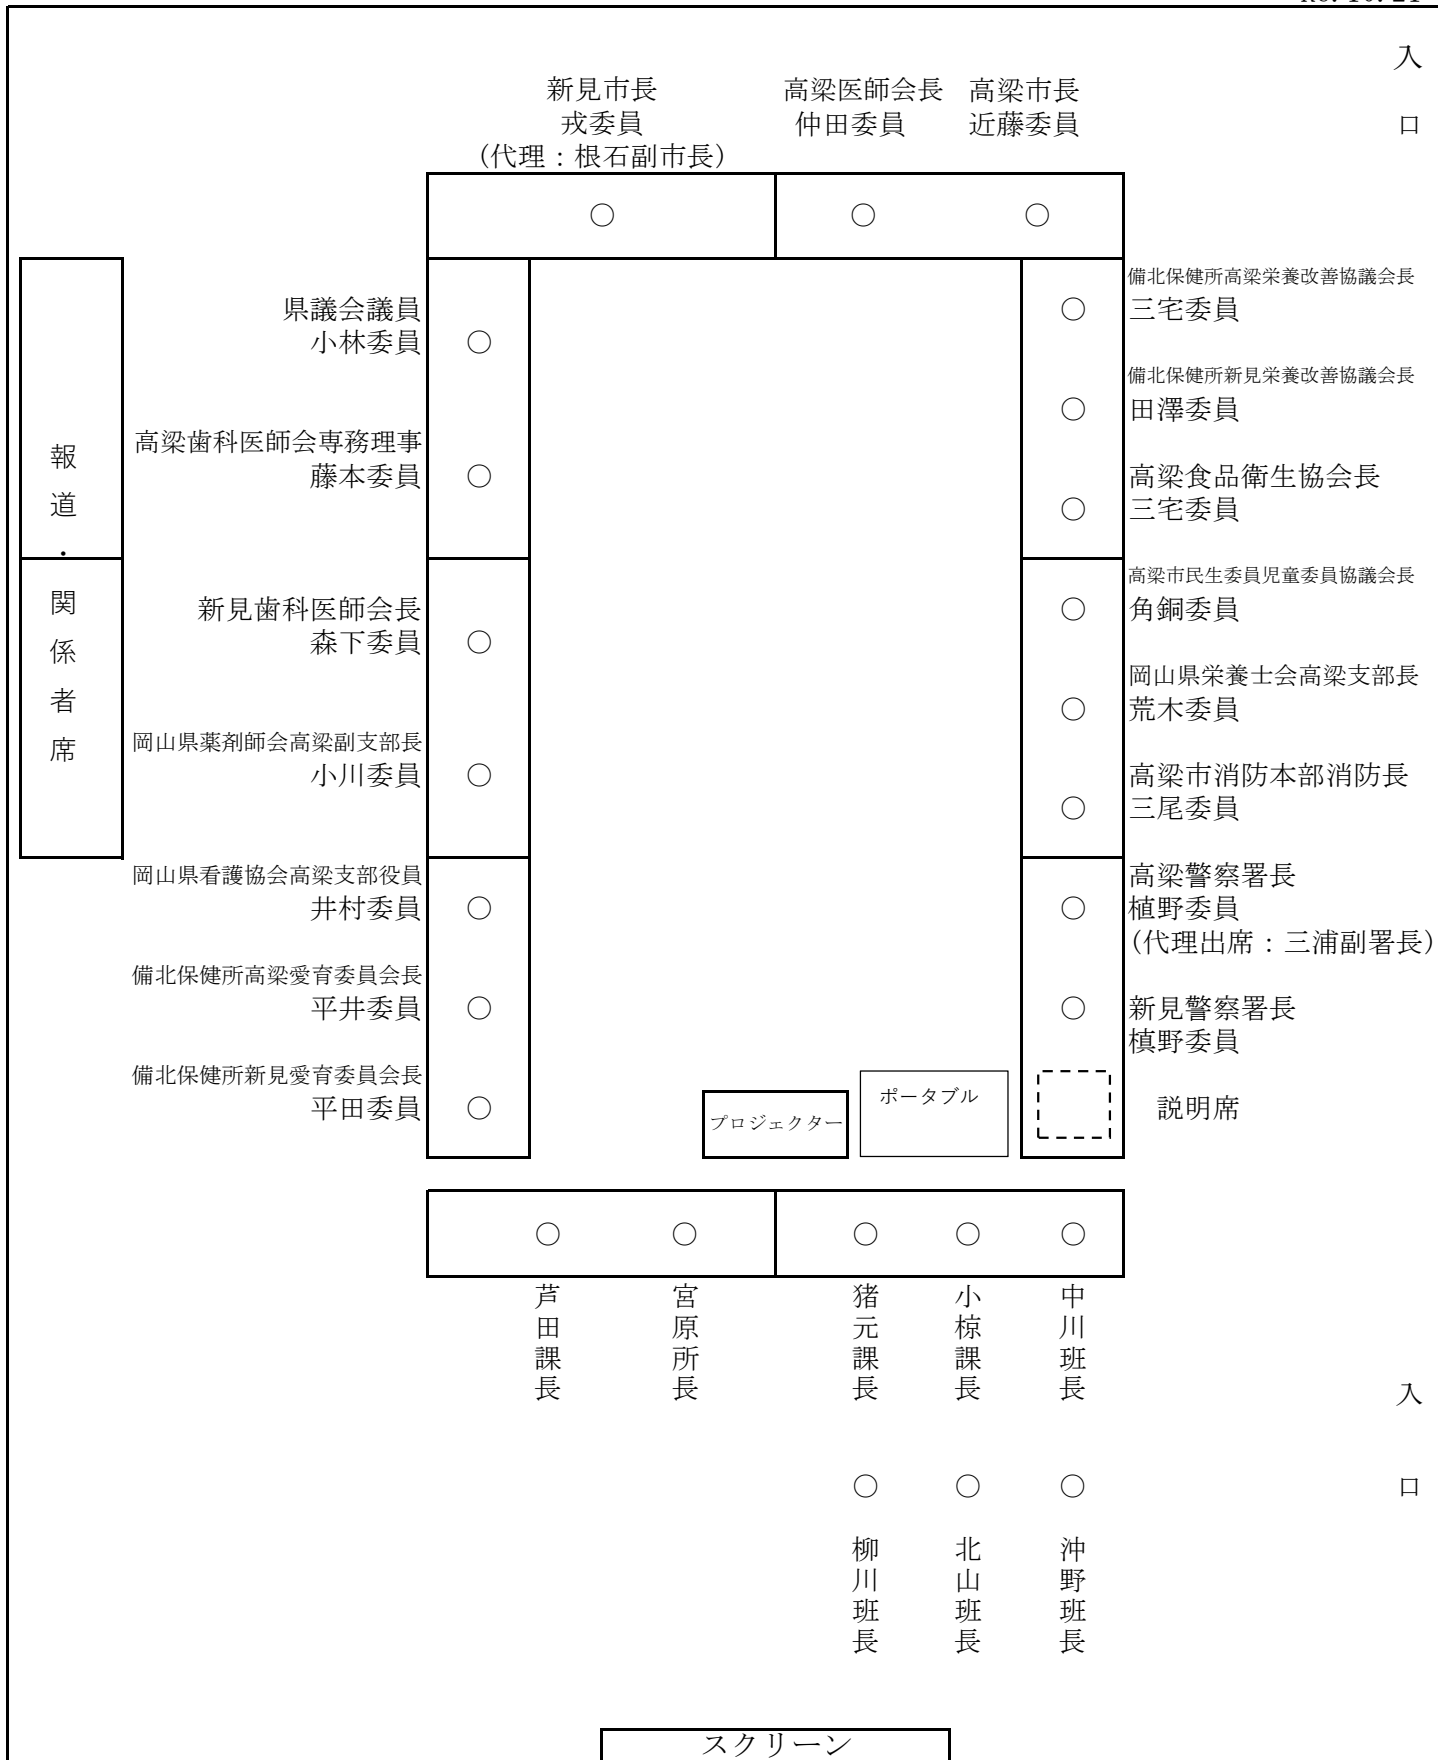 入
口
新見市長
戎委員
(代理：根石副市長)
高梁医師会長
仲田委員
高梁市長
近藤委員
○ ○ ○
報道・関係者席
県議会議員
小林委員
○
高梁歯科医師会専務理事
藤本委員
○
新見歯科医師会長
森下委員
○
岡山県薬剤師会高梁副支部長
小川委員
○
岡山県看護協会高梁支部役員
井村委員
○
備北保健所高梁愛育委員会長
平井委員
○
備北保健所新見愛育委員会長
平田委員
○
備北保健所高梁栄養改善協議会長
○ 三宅委員
備北保健所新見栄養改善協議会長
○ 田澤委員
高梁食品衛生協会長
○ 三宅委員
高梁市民生委員児童委員協議会長
○ 角銅委員
岡山県栄養士会高梁支部長
○ 荒木委員
高梁市消防本部消防長
○ 三尾委員
高梁警察署長
○ 植野委員
(代理出席：三浦副署長)
○ 新見警察署長
槙野委員
説明席
プロジェクター
ポータブル
○ ○ ○ ○ ○
芦田課長
宮原所長
猪元課長
小椋課長
中川班長
入
口
○ ○ ○
柳川班長
北山班長
沖野班長
スクリーン